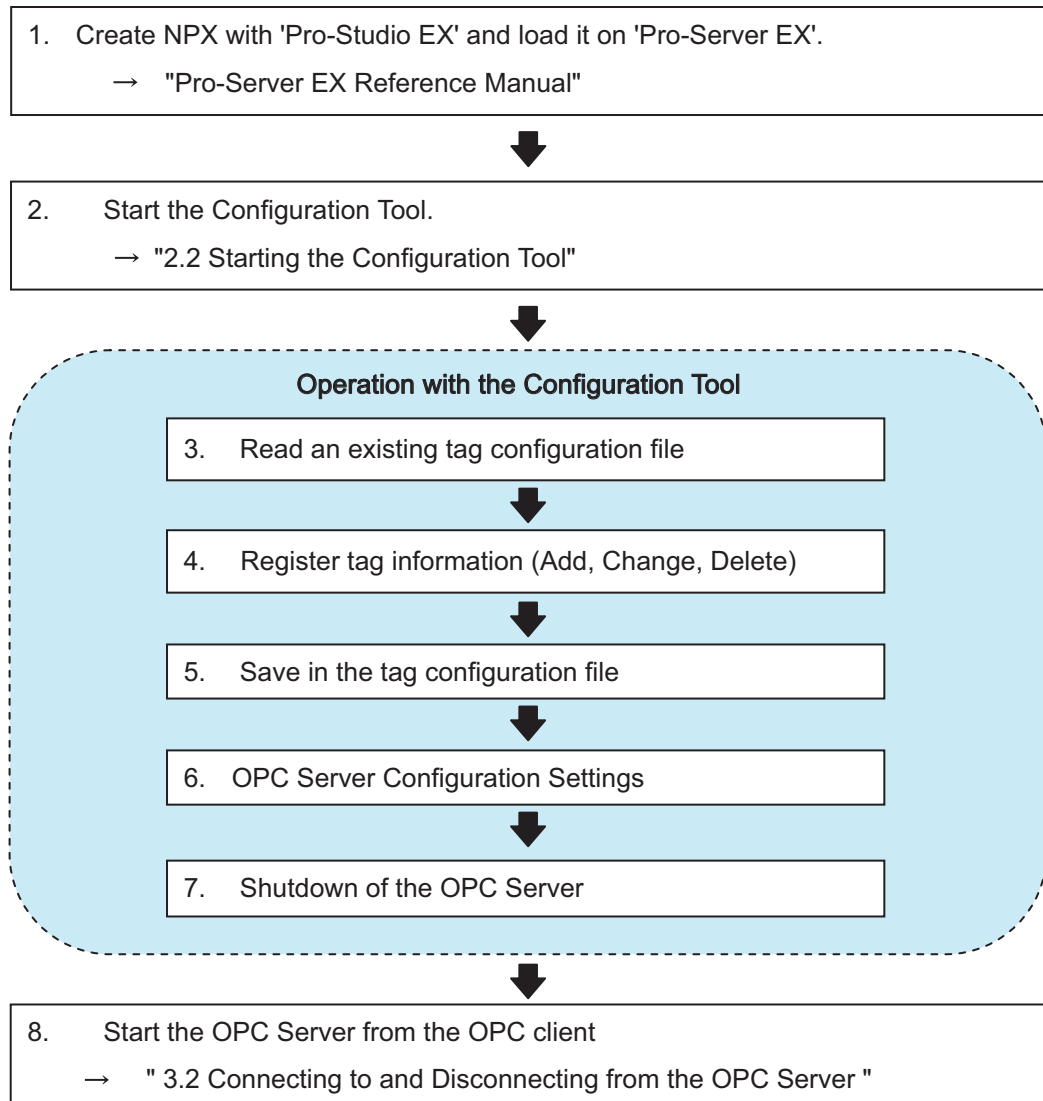 1. Create NPX with 'Pro-Studio EX' and load it on 'Pro-Server EX'.
→ "Pro-Server EX Reference Manual"
2. Start the Configuration Tool.
→ "2.2 Starting the Configuration Tool"
Operation with the Configuration Tool
3. Read an existing tag configuration file
4. Register tag information (Add, Change, Delete)
5. Save in the tag configuration file
6. OPC Server Configuration Settings
7. Shutdown of the OPC Server
8. Start the OPC Server from the OPC client
→ " 3.2 Connecting to and Disconnecting from the OPC Server "